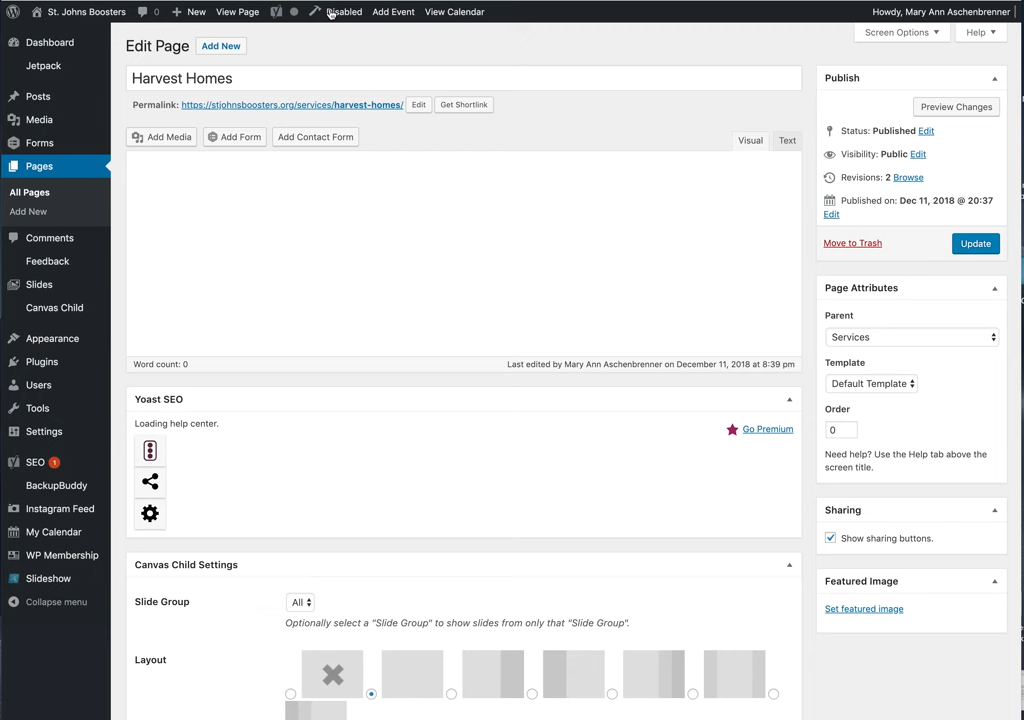 St. Johns Boosters 0 New View Page Disabled Add Event View Calendar Howdy, Mary Ann Aschenbrenner
Screen Options ▼ Help ▼
Dashboard
Jetpack
Posts
Media
Forms
Pages
All Pages
Add New
Comments
Feedback
Slides
Canvas Child
Appearance
Plugins
Users
Tools
Settings
SEO 1
BackupBuddy
Instagram Feed
My Calendar
WP Membership
Slideshow
Collapse menu
Edit Page Add New
Harvest Homes
Permalink: https://stjohnsboosters.org/services/harvest-homes/ Edit Get Shortlink
Add Media Add Form Add Contact Form
Visual Text
Word count: 0 Last edited by Mary Ann Aschenbrenner on December 11, 2018 at 8:39 pm
Yoast SEO
Loading help center.
Go Premium
Canvas Child Settings
Slide Group All
Optionally select a "Slide Group" to show slides from only that "Slide Group".
Layout
Publish
Preview Changes
Status: Published Edit
Visibility: Public Edit
Revisions: 2 Browse
Published on: Dec 11, 2018 @ 20:37
Edit
Move to Trash Update
Page Attributes
Parent
Services
Template
Default Template
Order
0
Need help? Use the Help tab above the
screen title.
Sharing
Show sharing buttons.
Featured Image
Set featured image